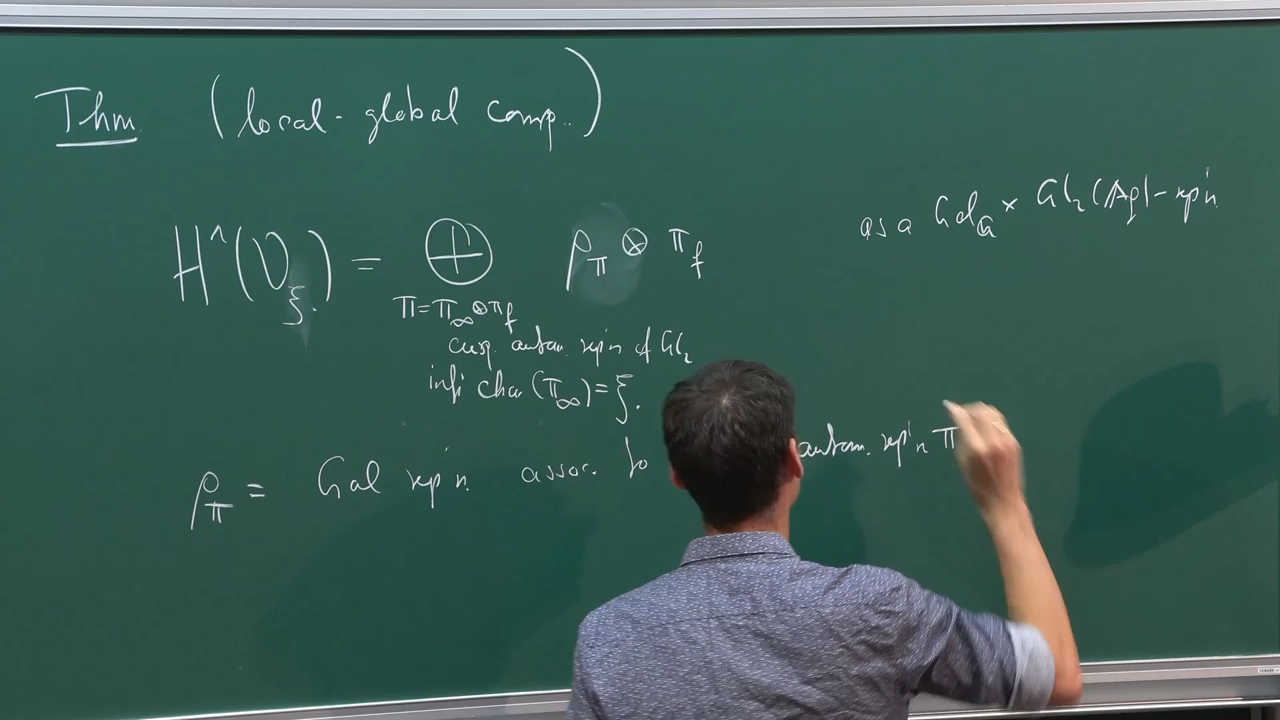 Thm. (local-global comp.)
as a Gal_Q × GL_2(A_f)-rep'n
H^1(V_ξ) = ⊕ ρ_π ⊗ π_f
π = π_∞ ⊗ π_f
cusp. autom. rep'n of GL_2
infi char(π_∞) = ξ.
ρ_π = Gal rep'n assoc. to autom. rep'n π